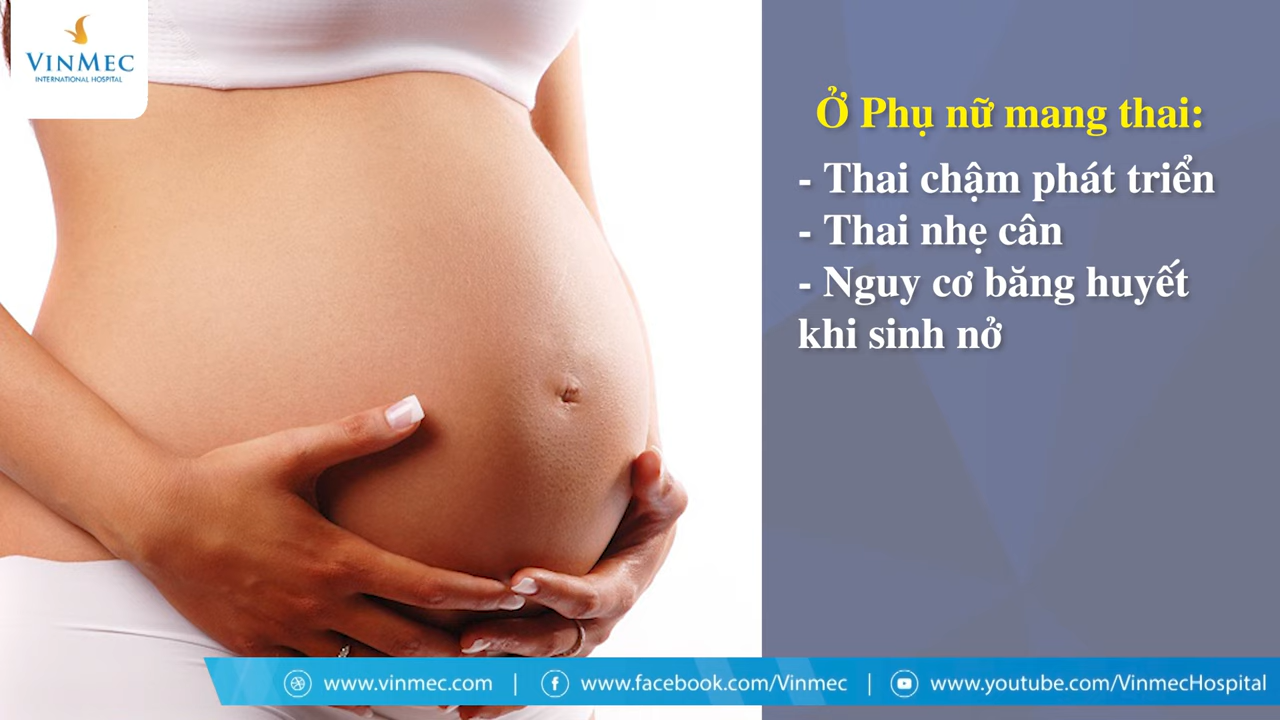 VINMEC
INTERNATIONAL HOSPITAL
Ở Phụ nữ mang thai:
- Thai chậm phát triển
- Thai nhẹ cân
- Nguy cơ băng huyết
khi sinh nở
www.vinmec.com | www.facebook.com/Vinmec | www.youtube.com/VinmecHospital